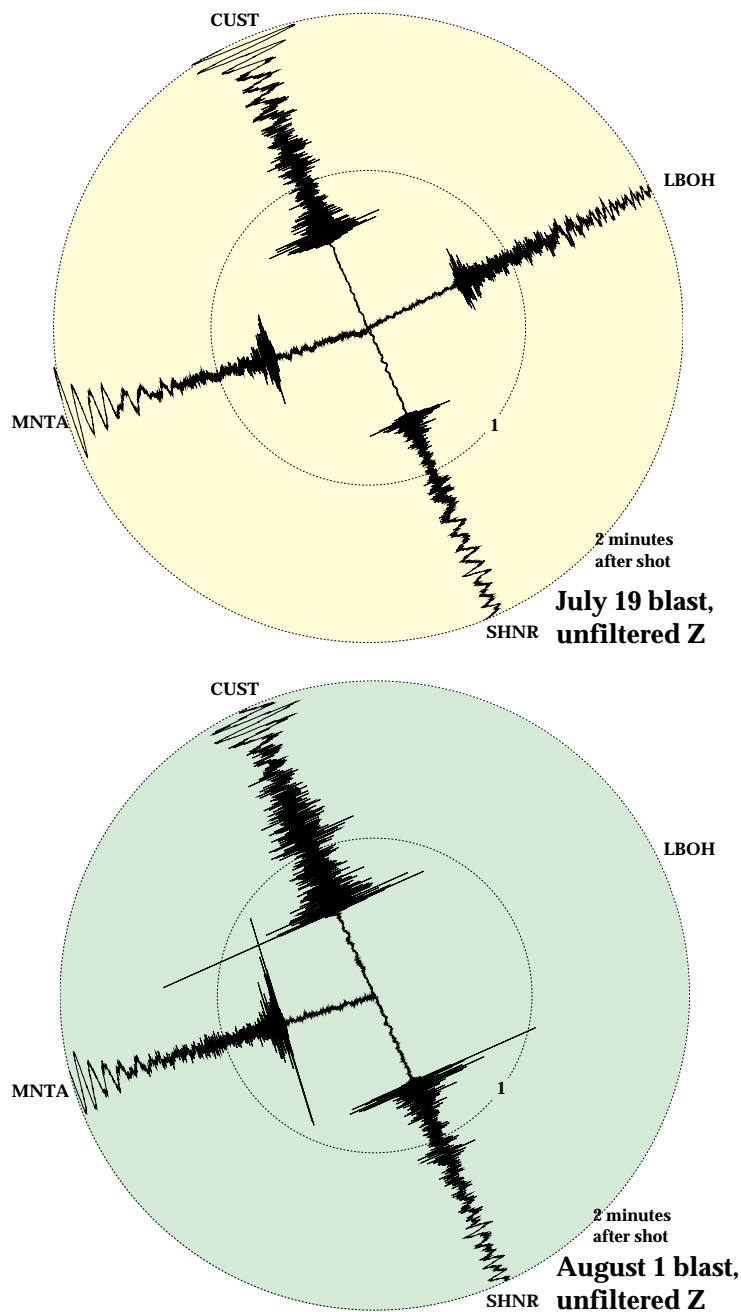 CUST
LBOH
MNTA
1
2 minutes
after shot
July 19 blast,
unfiltered Z
SHNR
CUST
LBOH
MNTA
1
2 minutes
after shot
August 1 blast,
unfiltered Z
SHNR